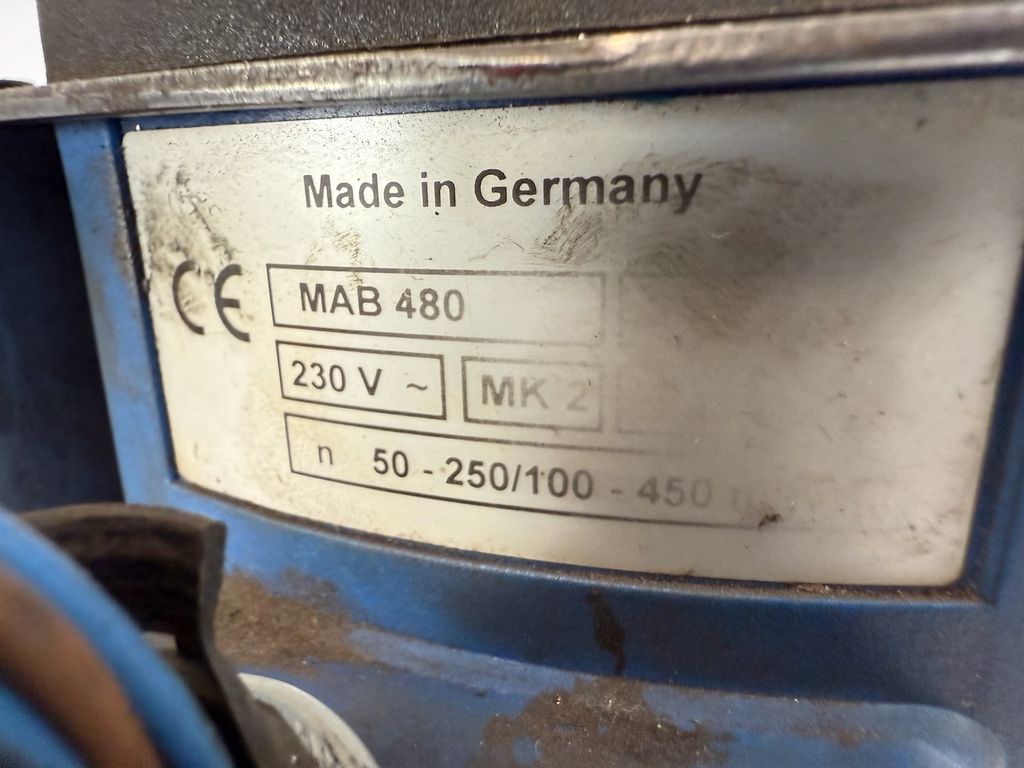 Made in Germany
CE
MAB 480
230 V ~
MK 2
n 50 - 250/100 - 450